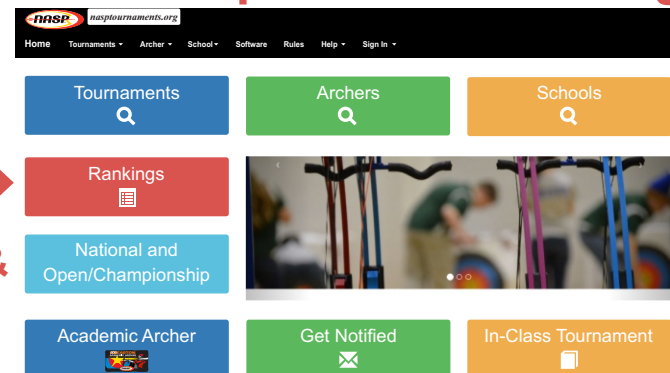 NASP nasptournaments.org
Home Tournaments Archer School Software Rules Help Sign In
Tournaments Archers Schools
Rankings
National and
Open/Championship
Academic Archer Get Notified In-Class Tournament